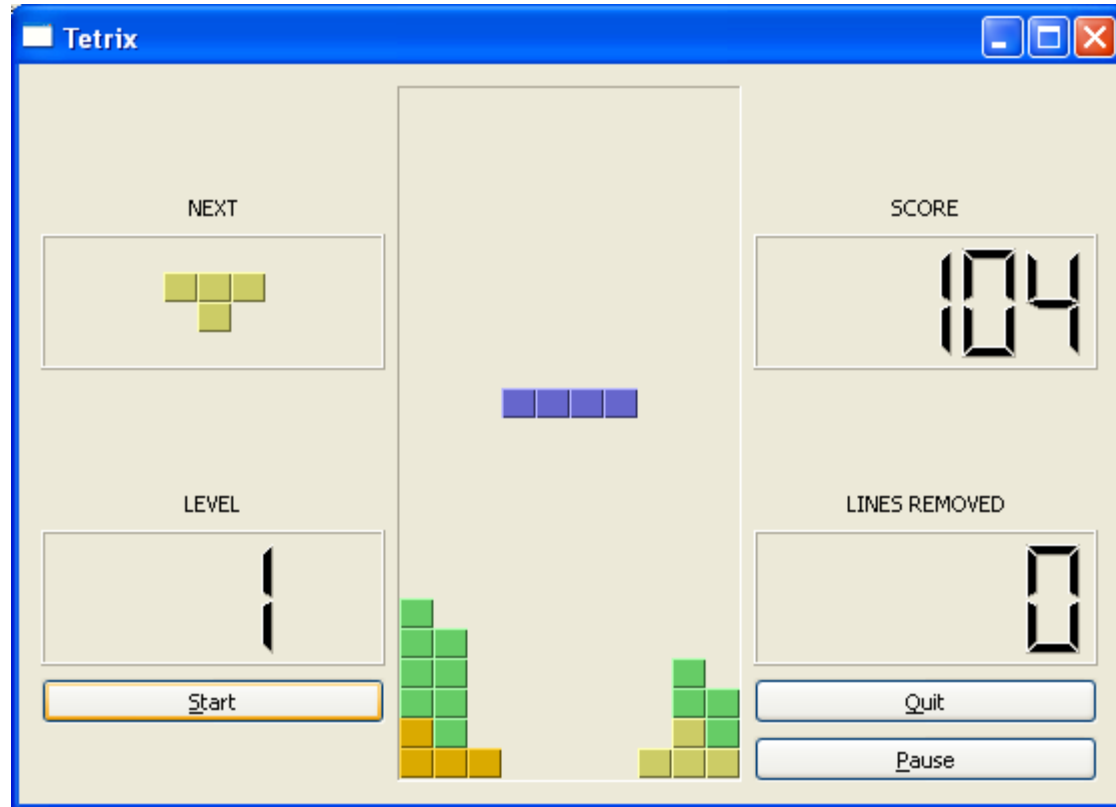 Tetrix
NEXT
SCORE
104
LEVEL
LINES REMOVED
1
0
Start
Quit
Pause